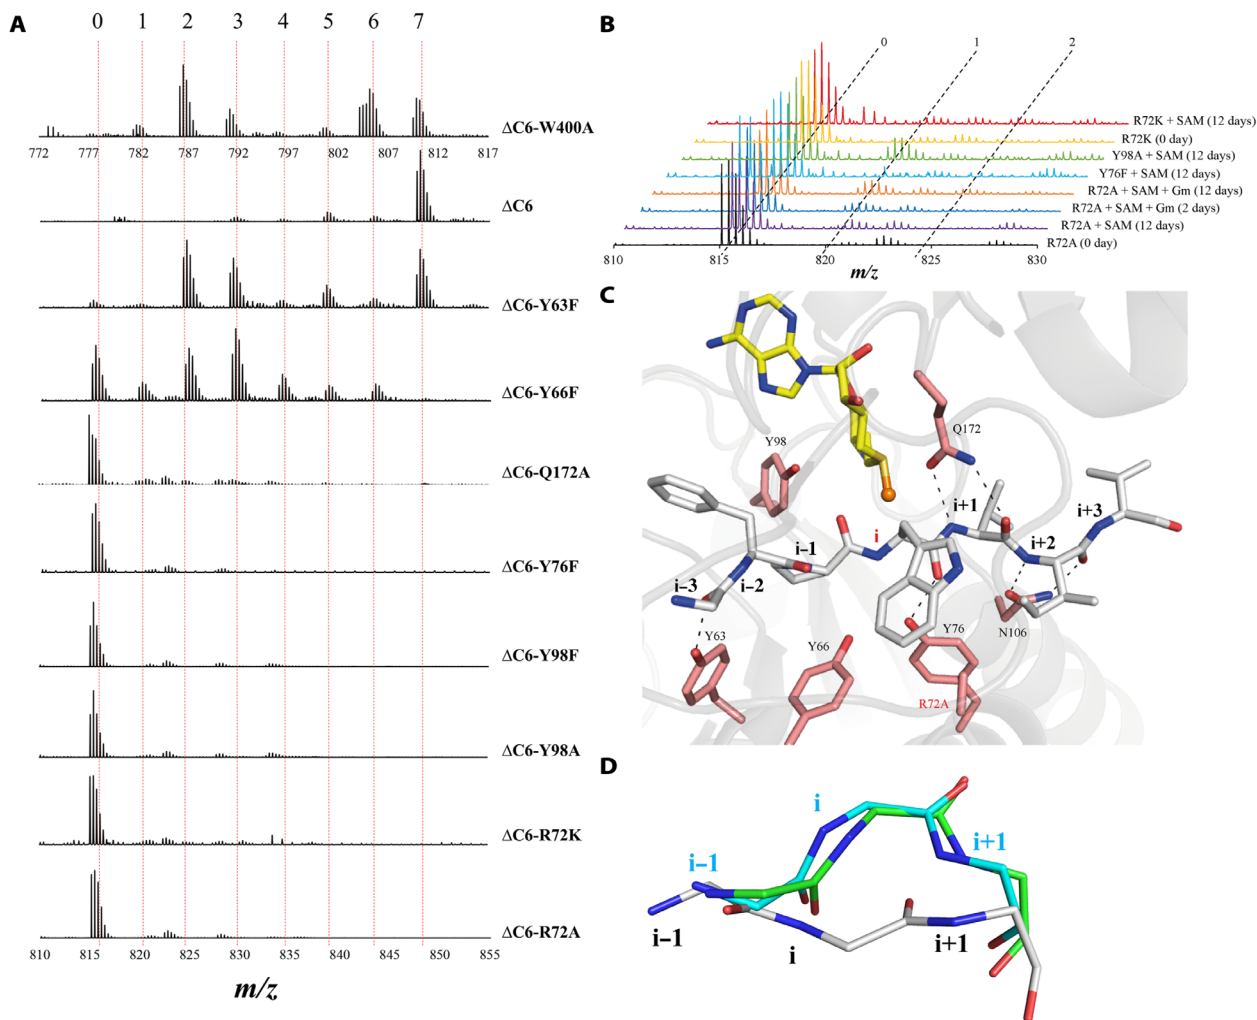 A
0 1 2 3 4 5 6 7
ΔC6-W400A
772 777 782 787 792 797 802 807 812 817
ΔC6
ΔC6-Y63F
ΔC6-Y66F
ΔC6-Q172A
ΔC6-Y76F
ΔC6-Y98F
ΔC6-Y98A
ΔC6-R72K
ΔC6-R72A
810 815 820 825 830 835 840 845 850 855
m/z
B
0 1 2
R72K + SAM (12 days)
R72K (0 day)
Y98A + SAM (12 days)
Y76F + SAM (12 days)
R72A + SAM + Gm (12 days)
R72A + SAM + Gm (2 days)
R72A + SAM (12 days)
R72A (0 day)
810 815 820 825 830
m/z
C
Q172
Y98
i+1
i+3
i
i–1
i+2
i–3
i–2
Y63
Y66
Y76
N106
R72A
D
i
i+1
i–1
i–1
i
i+1